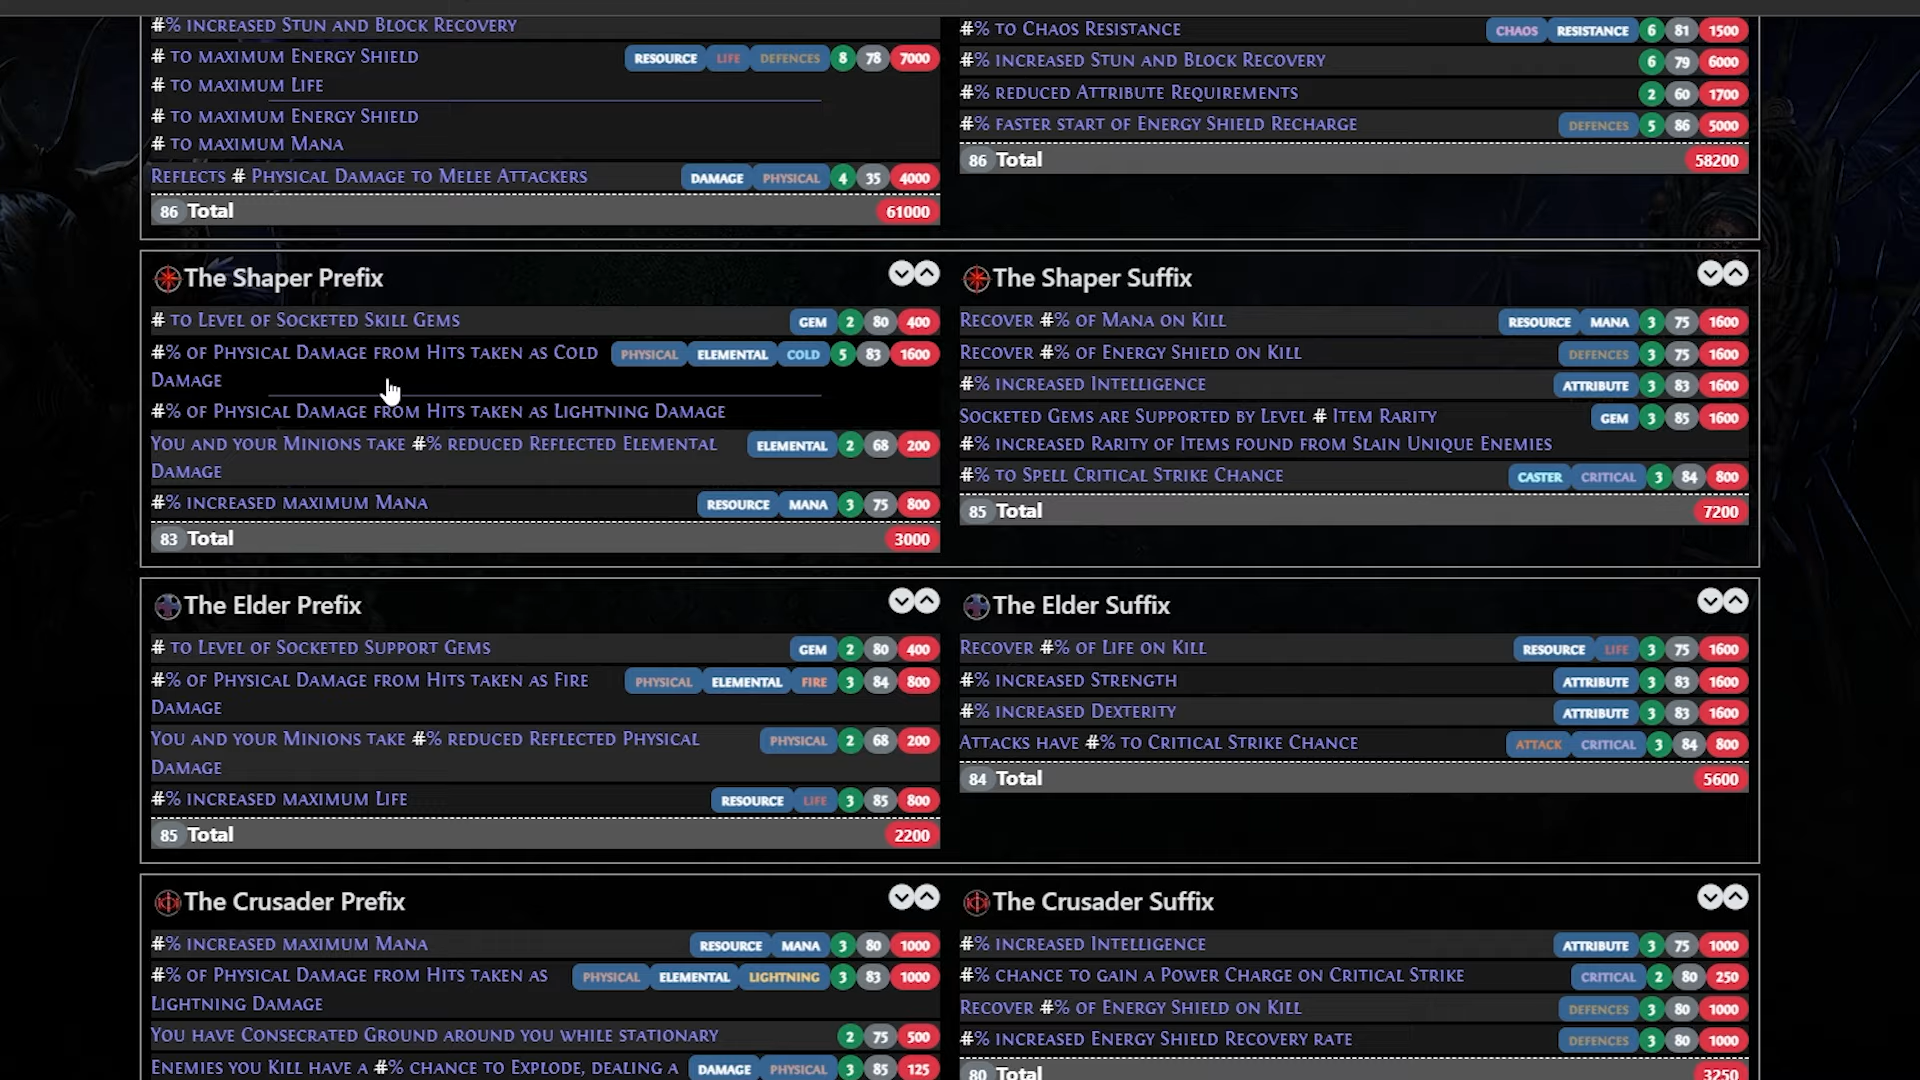 #% increased Stun and Block Recovery
# to maximum Energy Shield RESOURCE LIFE DEFENCES 8 78 7000
# to maximum Life
# to maximum Energy Shield
# to maximum Mana
Reflects # Physical Damage to Melee Attackers DAMAGE PHYSICAL 4 35 4000
86 Total 61000
#% to Chaos Resistance CHAOS RESISTANCE 6 81 1500
#% increased Stun and Block Recovery 6 79 6000
#% reduced Attribute Requirements 2 60 1700
#% faster start of Energy Shield Recharge DEFENCES 5 86 5000
86 Total 58200
The Shaper Prefix
# to Level of Socketed Skill Gems GEM 2 80 400
#% of Physical Damage from Hits taken as Cold PHYSICAL ELEMENTAL COLD 5 83 1600
Damage
#% of Physical Damage from Hits taken as Lightning Damage
You and your Minions take #% reduced Reflected Elemental ELEMENTAL 2 68 200
Damage
#% increased maximum Mana RESOURCE MANA 3 75 800
83 Total 3000
The Shaper Suffix
Recover #% of Mana on Kill RESOURCE MANA 3 75 1600
Recover #% of Energy Shield on Kill DEFENCES 3 75 1600
#% increased Intelligence ATTRIBUTE 3 83 1600
Socketed Gems are Supported by Level # Item Rarity GEM 3 85 1600
#% increased Rarity of Items found from Slain Unique Enemies
#% to Spell Critical Strike Chance CASTER CRITICAL 3 84 800
85 Total 7200
The Elder Prefix
# to Level of Socketed Support Gems GEM 2 80 400
#% of Physical Damage from Hits taken as Fire PHYSICAL ELEMENTAL FIRE 3 84 800
Damage
You and your Minions take #% reduced Reflected Physical PHYSICAL 2 68 200
Damage
#% increased maximum Life RESOURCE LIFE 3 85 800
85 Total 2200
The Elder Suffix
Recover #% of Life on Kill RESOURCE LIFE 3 75 1600
#% increased Strength ATTRIBUTE 3 83 1600
#% increased Dexterity ATTRIBUTE 3 83 1600
Attacks have #% to Critical Strike Chance ATTACK CRITICAL 3 84 800
84 Total 5600
The Crusader Prefix
#% increased maximum Mana RESOURCE MANA 3 80 1000
#% of Physical Damage from Hits taken as PHYSICAL ELEMENTAL LIGHTNING 3 83 1000
Lightning Damage
You have Consecrated Ground around you while stationary 2 75 500
Enemies you Kill have a #% chance to Explode, dealing a DAMAGE PHYSICAL 3 85 125
The Crusader Suffix
#% increased Intelligence ATTRIBUTE 3 75 1000
#% chance to gain a Power Charge on Critical Strike CRITICAL 2 80 250
Recover #% of Energy Shield on Kill DEFENCES 3 80 1000
#% increased Energy Shield Recovery rate DEFENCES 3 80 1000
80 Total 3250